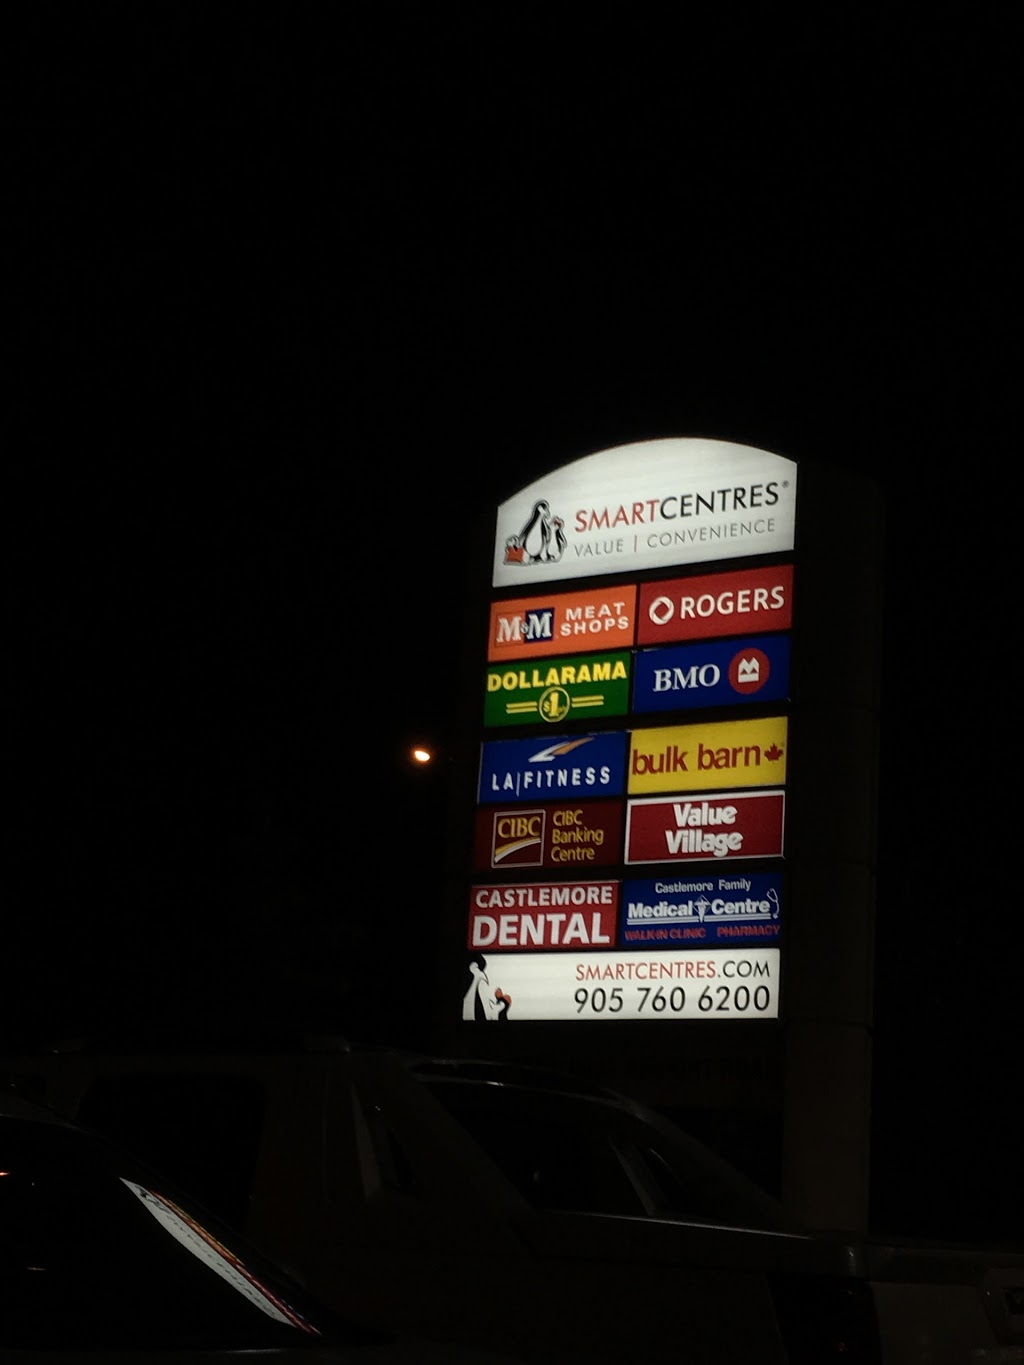 SMARTCENTRES®
VALUE | CONVENIENCE
M&M MEAT SHOPS
ROGERS
DOLLARAMA
$1
BMO
LA|FITNESS
bulk barn
CIBC
CIBC
Banking
Centre
Value
Village
CASTLEMORE
DENTAL
Castlemore Family
Medical Centre
WALK-IN CLINIC PHARMACY
SMARTCENTRES.COM
905 760 6200